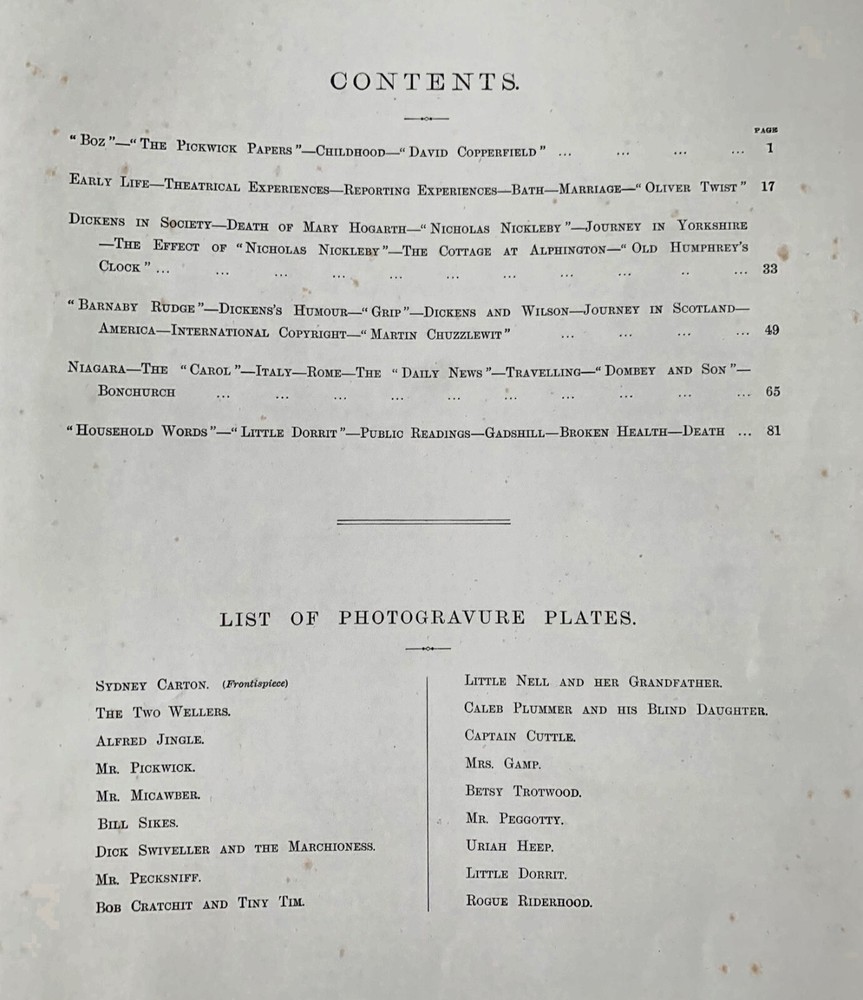 CONTENTS.
PAGE
"BOZ"—"THE PICKWICK PAPERS"—CHILDHOOD—"DAVID COPPERFIELD" ... ... ... ... 1
EARLY LIFE—THEATRICAL EXPERIENCES—REPORTING EXPERIENCES—BATH—MARRIAGE—"OLIVER TWIST" 17
DICKENS IN SOCIETY—DEATH OF MARY HOGARTH—"NICHOLAS NICKLEBY"—JOURNEY IN YORKSHIRE
—THE EFFECT OF "NICHOLAS NICKLEBY"—THE COTTAGE AT ALPHINGTON—"OLD HUMPHREY'S
CLOCK" ... ... ... ... ... ... ... ... ... .. ... 33
"BARNABY RUDGE"—DICKENS'S HUMOUR—"GRIP"—DICKENS AND WILSON—JOURNEY IN SCOTLAND—
AMERICA—INTERNATIONAL COPYRIGHT—"MARTIN CHUZZLEWIT" ... ... ... ... 49
NIAGARA—THE "CAROL"—ITALY—ROME—THE "DAILY NEWS"—TRAVELLING—"DOMBEY AND SON"—
BONCHURCH ... ... ... ... ... ... ... ... ... ... 65
"HOUSEHOLD WORDS"—"LITTLE DORRIT"—PUBLIC READINGS—GADSHILL—BROKEN HEALTH—DEATH ... 81
LIST OF PHOTOGRAVURE PLATES.
SYDNEY CARTON. (Frontispiece)
THE TWO WELLERS.
ALFRED JINGLE.
MR. PICKWICK.
MR. MICAWBER.
BILL SIKES.
DICK SWIVELLER AND THE MARCHIONESS.
MR. PECKSNIFF.
BOB CRATCHIT AND TINY TIM.
LITTLE NELL AND HER GRANDFATHER.
CALEB PLUMMER AND HIS BLIND DAUGHTER.
CAPTAIN CUTTLE.
MRS. GAMP.
BETSY TROTWOOD.
MR. PEGGOTTY.
URIAH HEEP.
LITTLE DORRIT.
ROGUE RIDERHOOD.